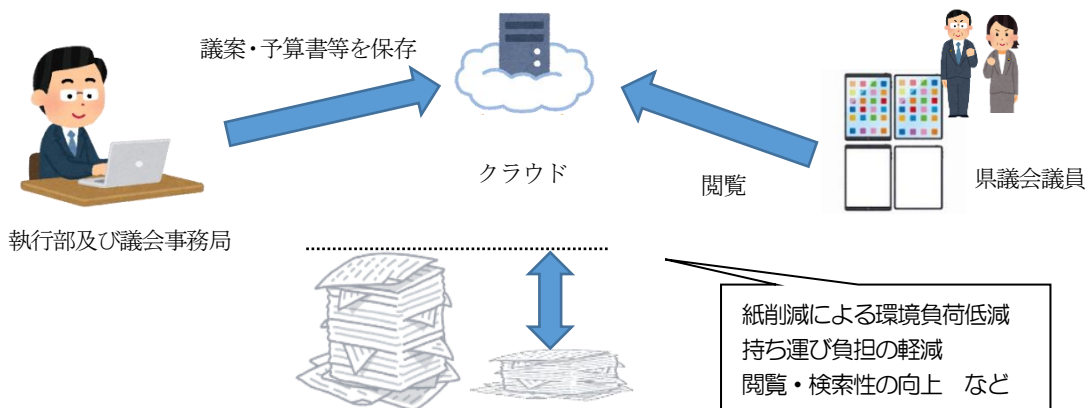 議案・予算書等を保存
クラウド
閲覧
県議会議員
執行部及び議会事務局
紙削減による環境負荷低減
持ち運び負担の軽減
閲覧・検索性の向上　など